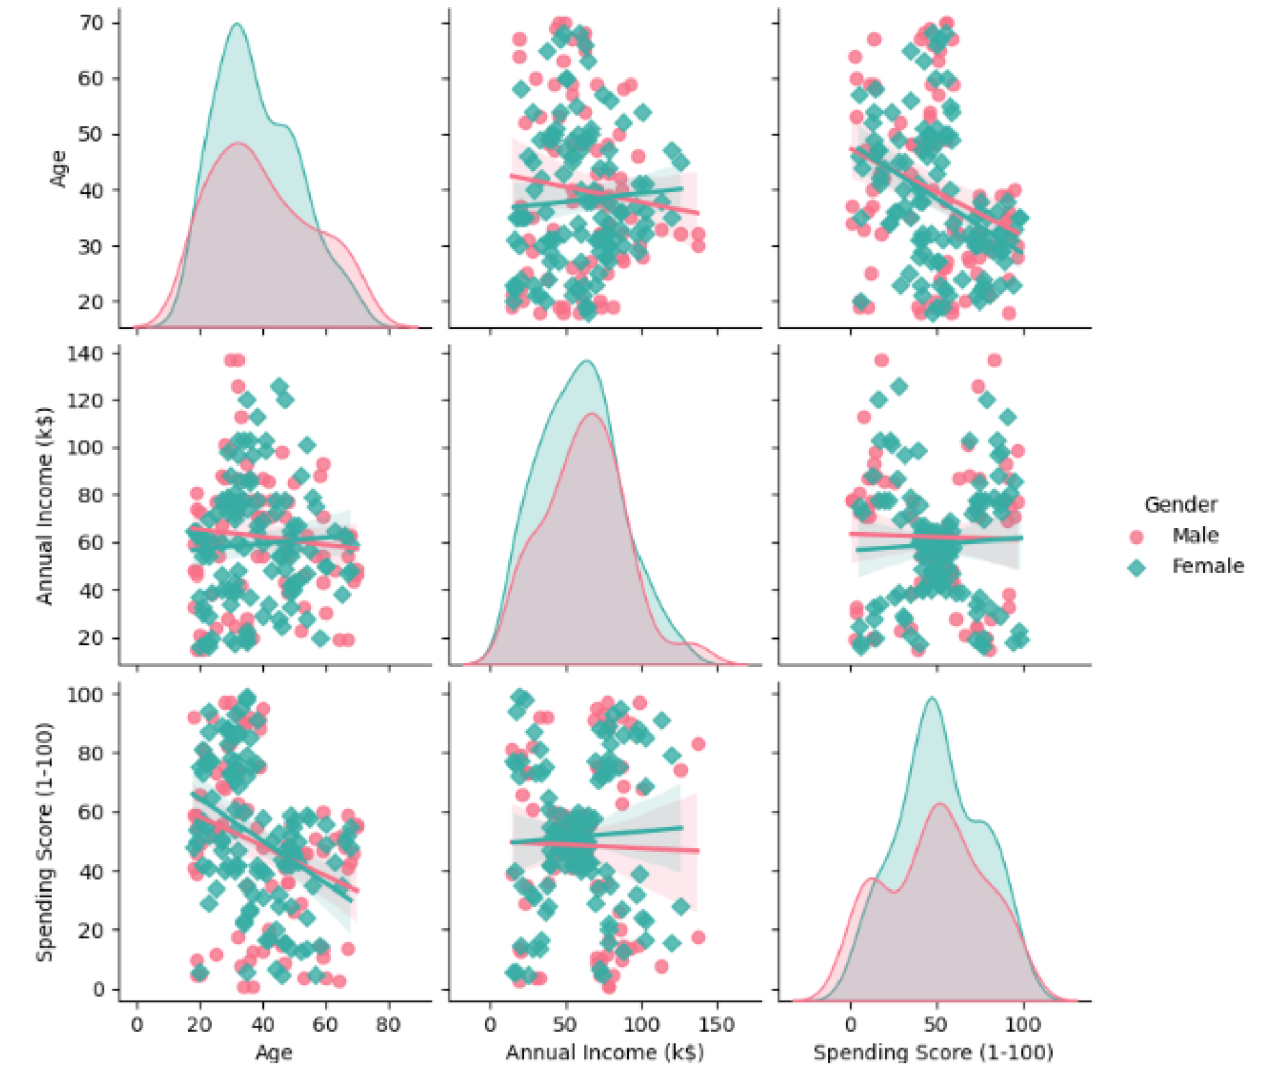 70
60
50
40
30
20
Age
0 20 40 60 80
0 50 100 150
0 50 100
140
120
100
80
60
40
20
Annual Income (k$)
Gender
Male
Female
100
80
60
40
20
0
Spending Score (1-100)
Age
Annual Income (k$)
Spending Score (1-100)